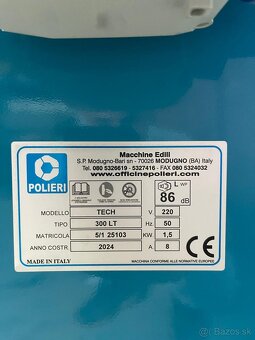 Macchine Edili
S.P. Modugno-Bari sn - 70026 MODUGNO (BA) Italy
Tel. 080 5326619 - 5327416 - FAX 080 5324032
www.officinepolieri.com
POLIERI
L WP
86 dB
MODELLO TECH V. 220
TIPO 300 LT Hz 50
MATRICOLA 5/1 25103 KW. 1,5
ANNO COSTR. 2024 A 8
CE
MADE IN ITALY
MACCHINA CONFORME ALLE NORMATIVE EUROPEE
bazos.sk